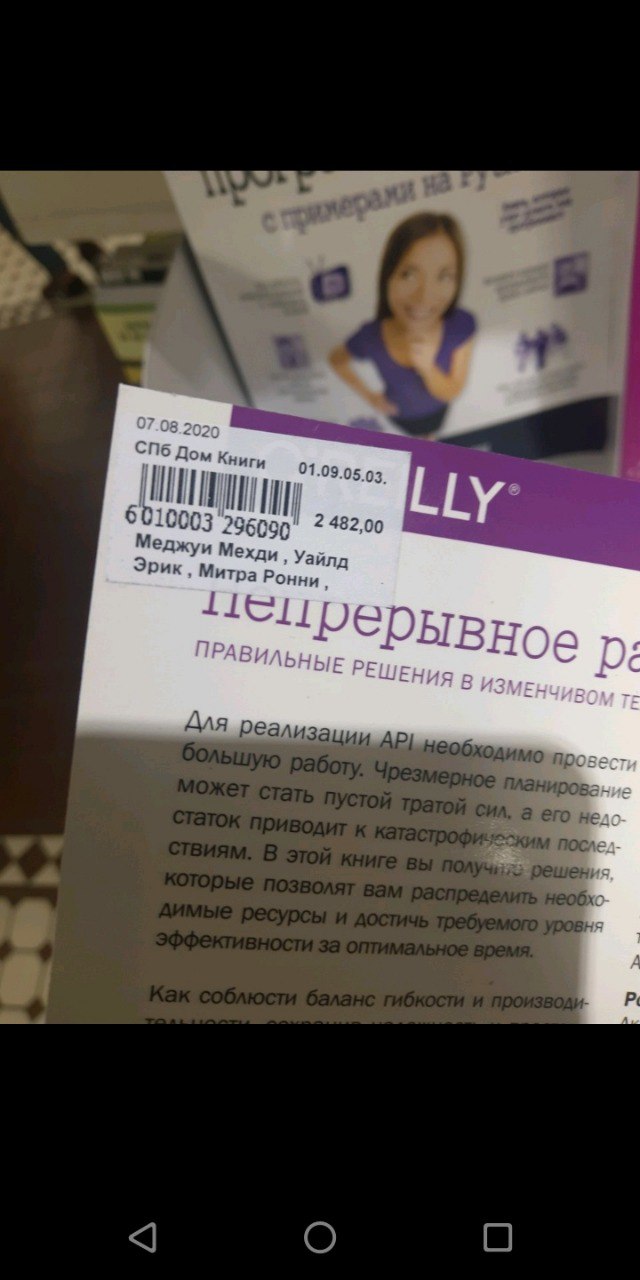 с примерами на
07.08.2020
СПб Дом Книги 01.09.05.03.
6010003 296090 2 482,00
Меджуи Мехди , Уайлд
Эрик , Митра Ронни ,
LLY®
Непрерывное ра
ПРАВИЛЬНЫЕ РЕШЕНИЯ В ИЗМЕНЧИВОМ ТЕ
Для реализации API необходимо провести
большую работу. Чрезмерное планирование
может стать пустой тратой сил, а его недо-
статок приводит к катастрофическим послед-
ствиям. В этой книге вы получите решения,
которые позволят вам распределить необхо-
димые ресурсы и достичь требуемого уровня
эффективности за оптимальное время.
Как соблюсти баланс гибкости и производи-